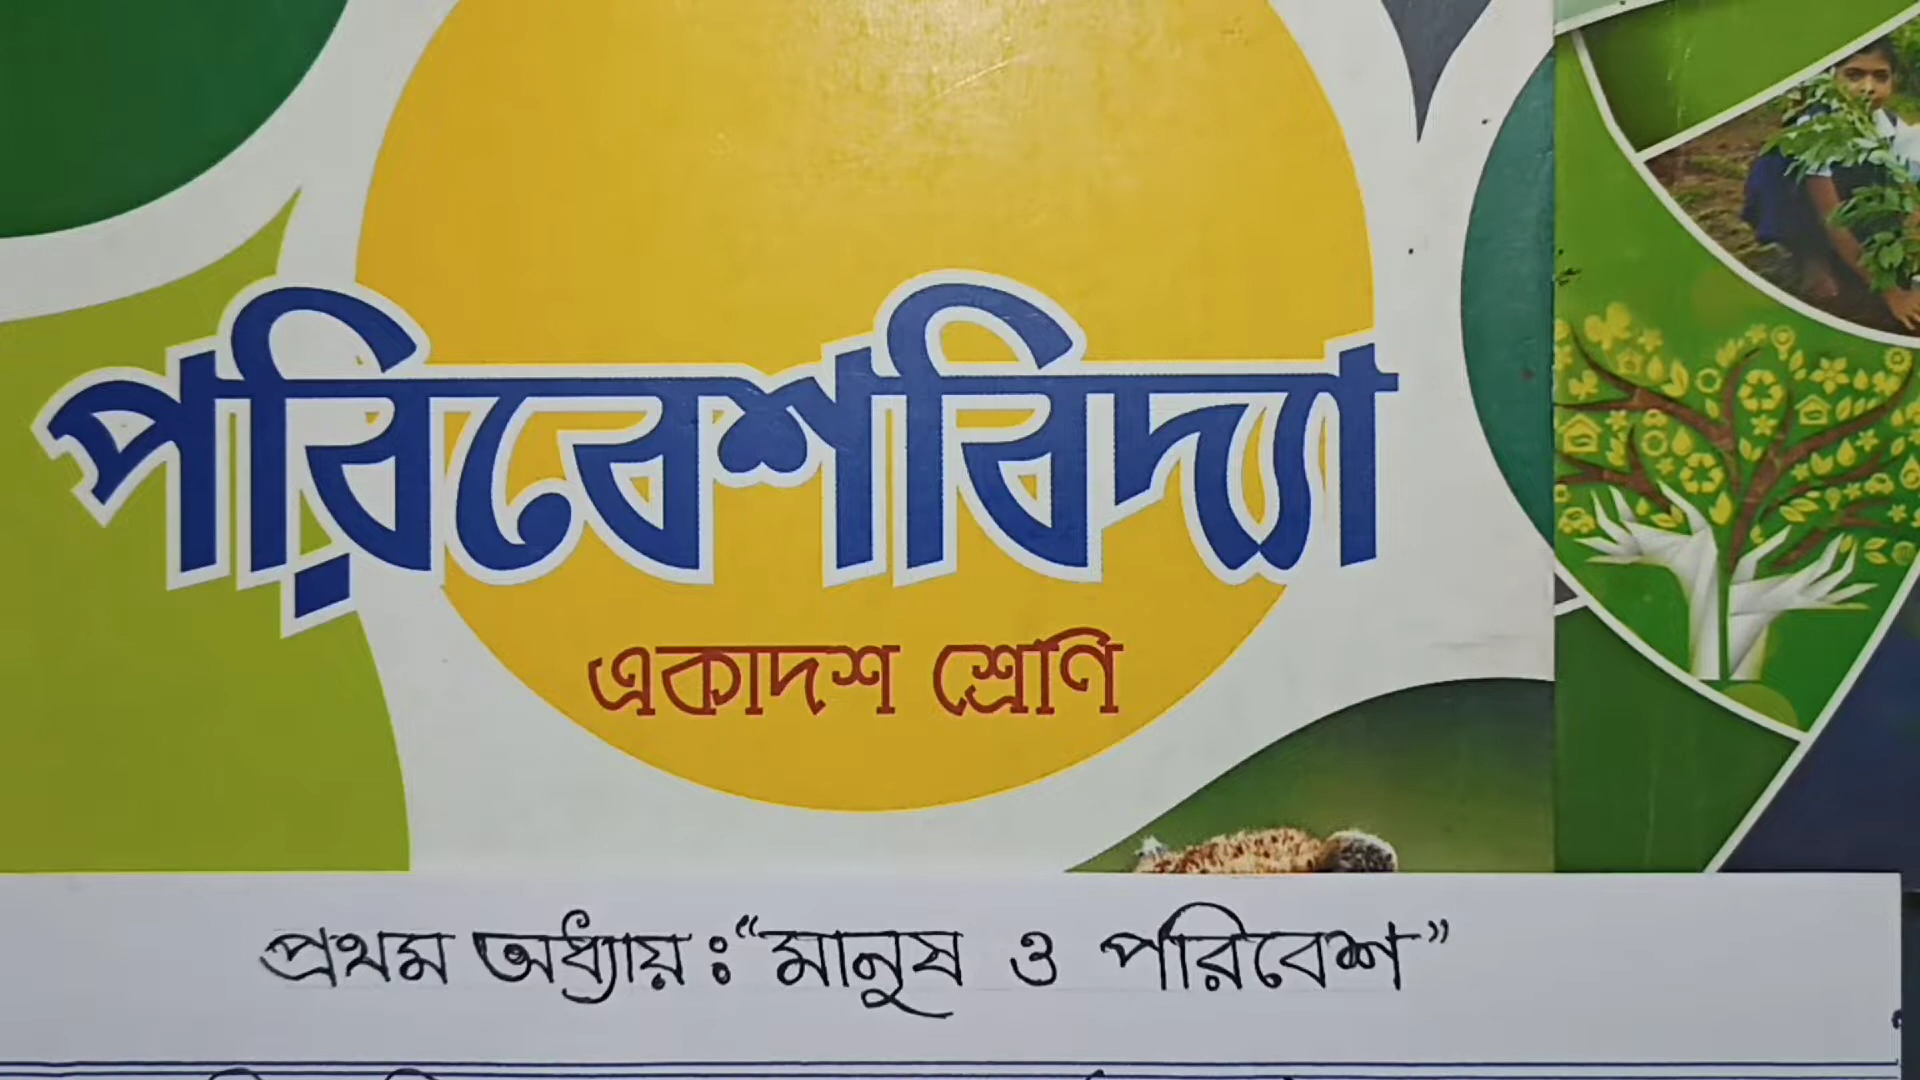 পরিবেশবিদ্যা
একাদশ শ্রেণি
প্রথম অধ্যায় : “মানুষ ও পরিবেশ”